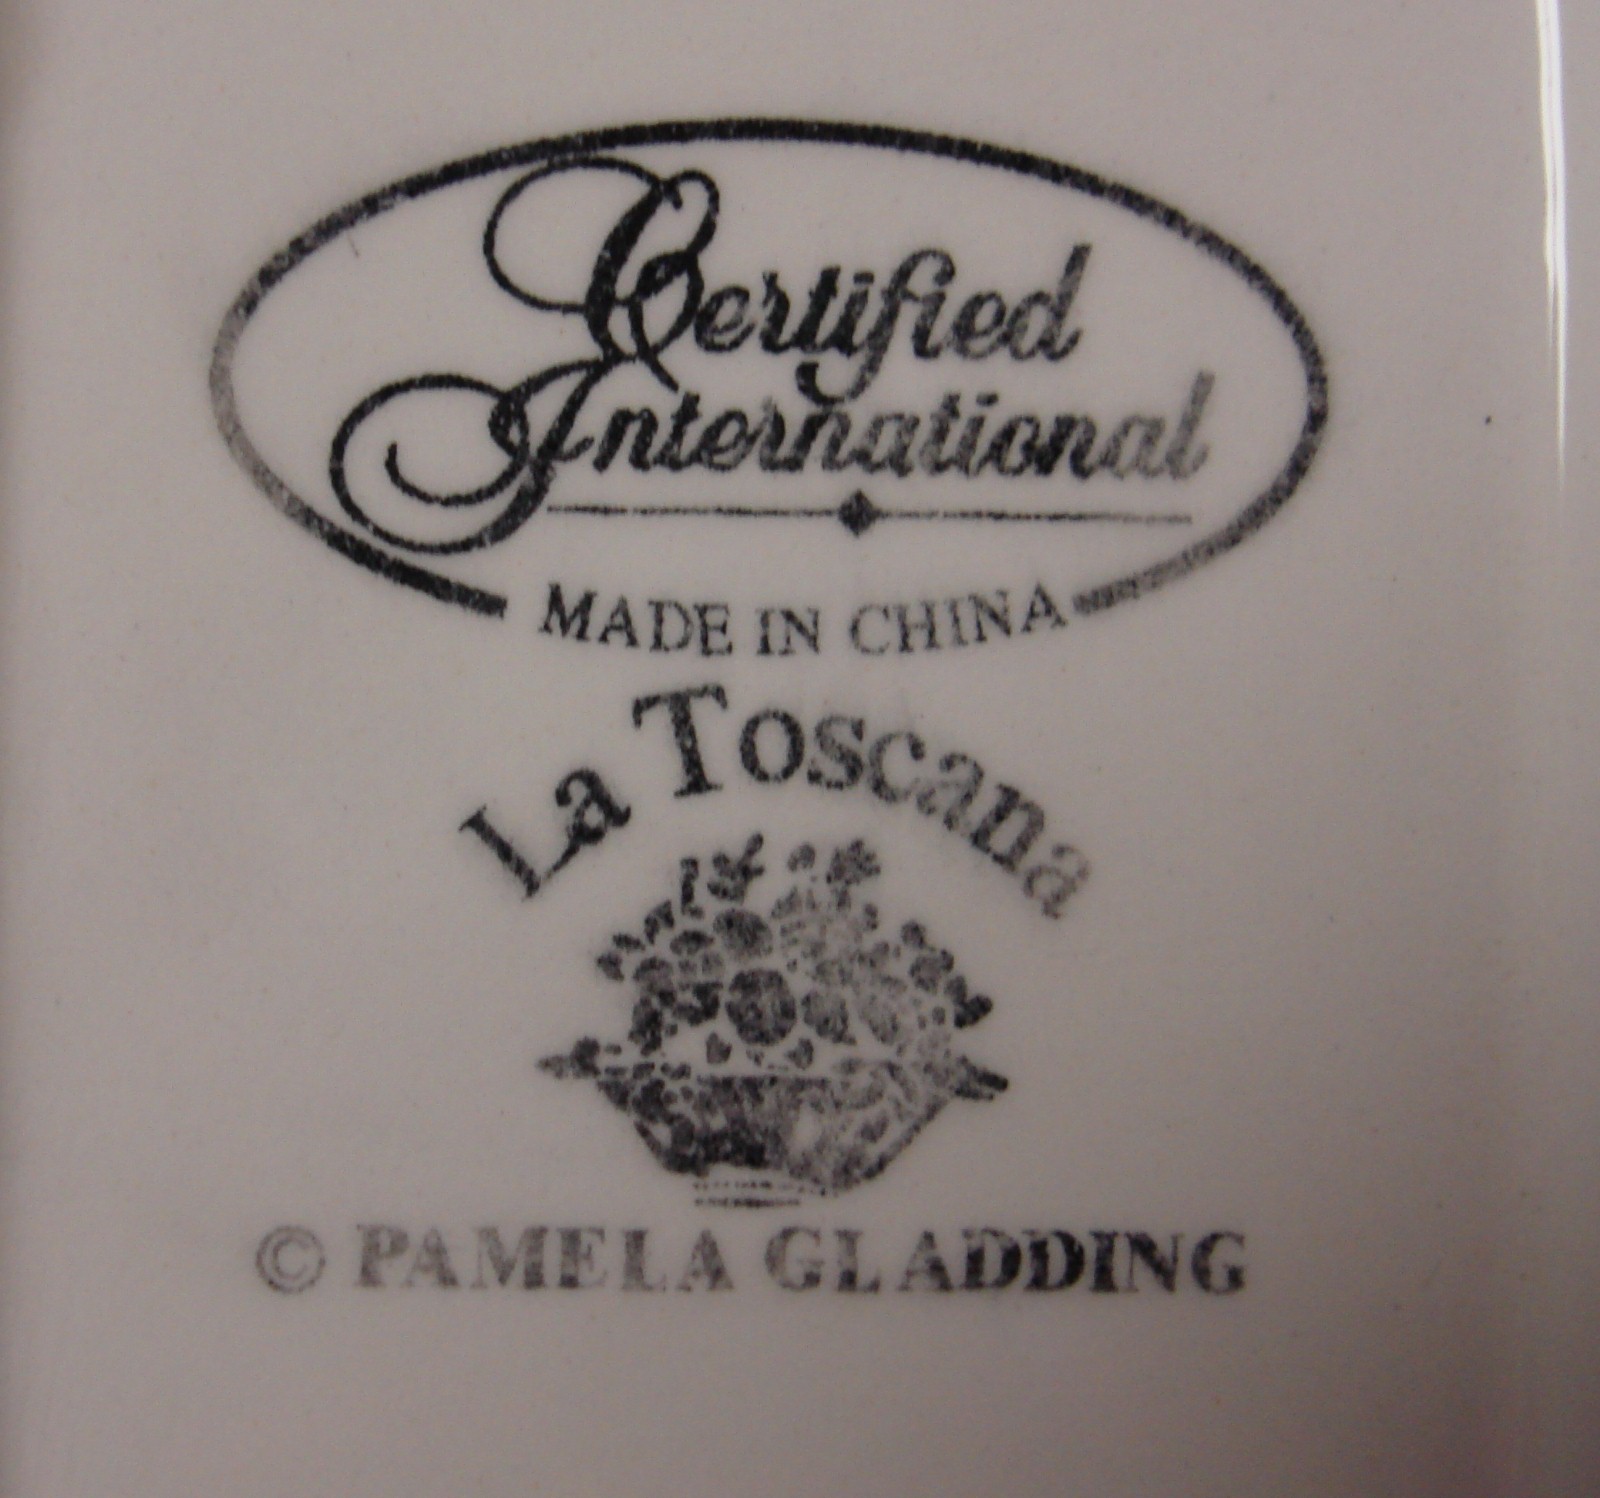 Certified
International
MADE IN CHINA
La Toscana
© PAMELA GLADDING